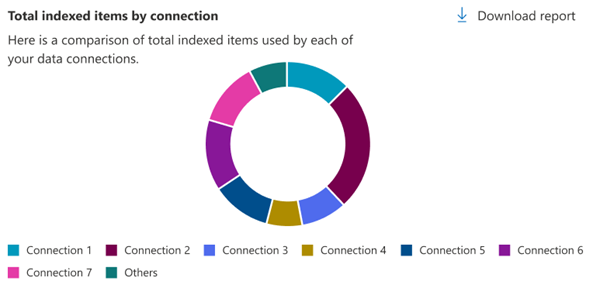 Total indexed items by connection
Download report
Here is a comparison of total indexed items used by each of
your data connections.
Connection 1
Connection 2
Connection 3
Connection 4
Connection 5
Connection 6
Connection 7
Others